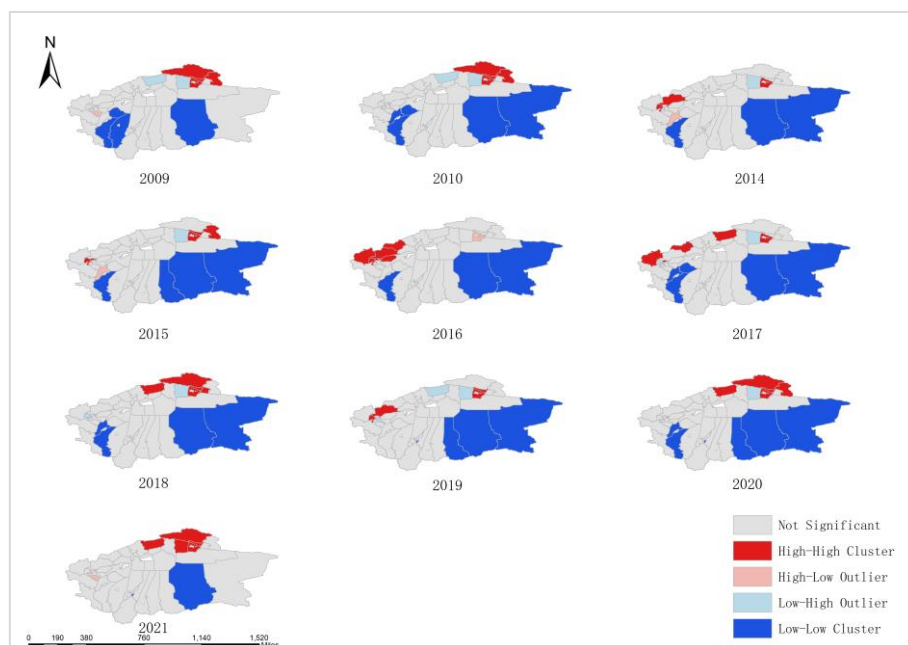 N
2009
2010
2014
2015
2016
2017
2018
2019
2020
2021
Not Significant
High-High Cluster
High-Low Outlier
Low-High Outlier
Low-Low Cluster
0 190 380 760 1,140 1,520